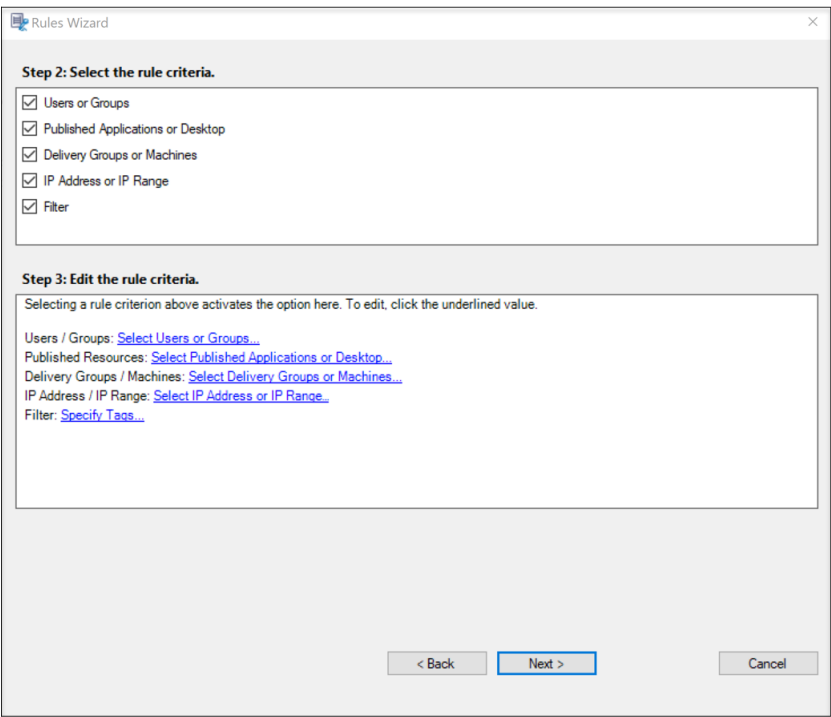 Rules Wizard
Step 2: Select the rule criteria.
Users or Groups
Published Applications or Desktop
Delivery Groups or Machines
IP Address or IP Range
Filter
Step 3: Edit the rule criteria.
Selecting a rule criterion above activates the option here. To edit, click the underlined value.
Users / Groups: Select Users or Groups...
Published Resources: Select Published Applications or Desktop...
Delivery Groups / Machines: Select Delivery Groups or Machines...
IP Address / IP Range: Select IP Address or IP Range...
Filter: Specify Tags...
< Back Next > Cancel